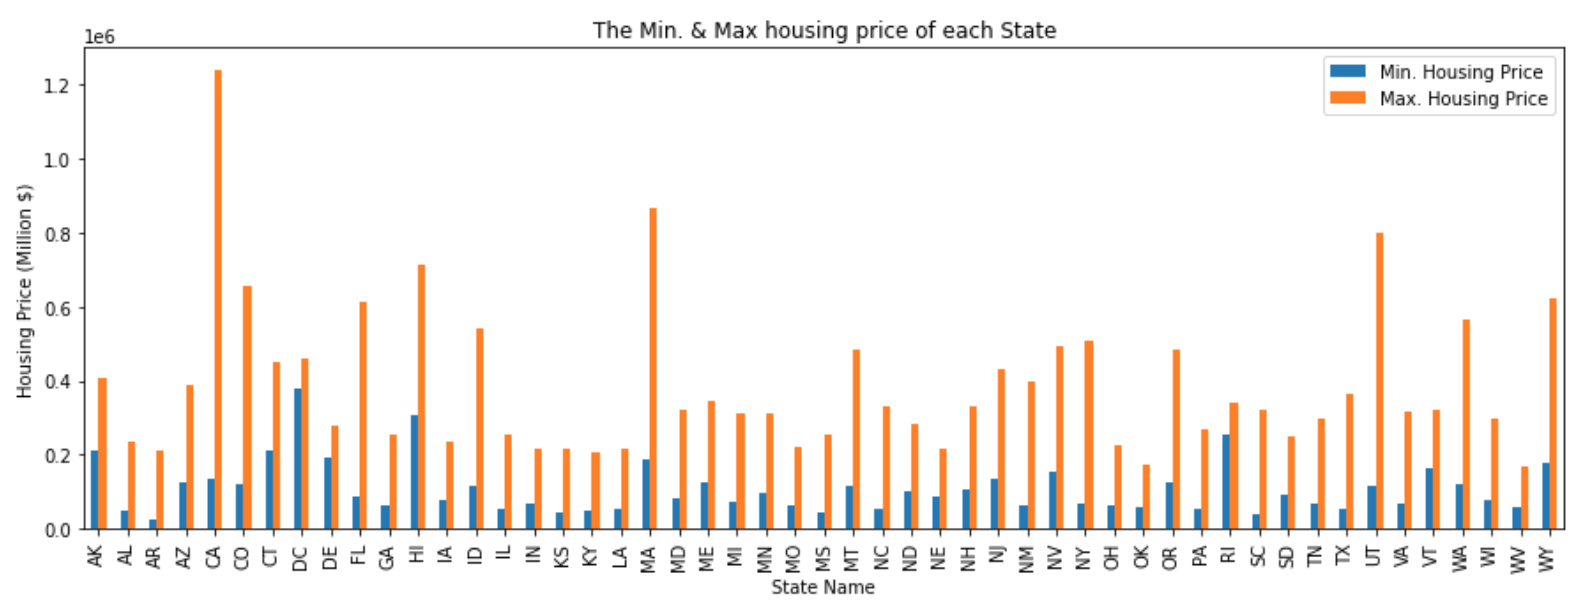 The Min. & Max housing price of each State
1e6
Min. Housing Price
Max. Housing Price
1.2
1.0
0.8
0.6
0.4
0.2
0.0
Housing Price (Million $)
AK AL AR AZ CA CO CT DC DE FL GA HI IA ID IL IN KS KY LA MA MD ME MI MN MO MS MT NC ND NE NH NJ NM NV NY OH OK OR PA RI SC SD TN TX UT VA VT WA WI WV WY
State Name